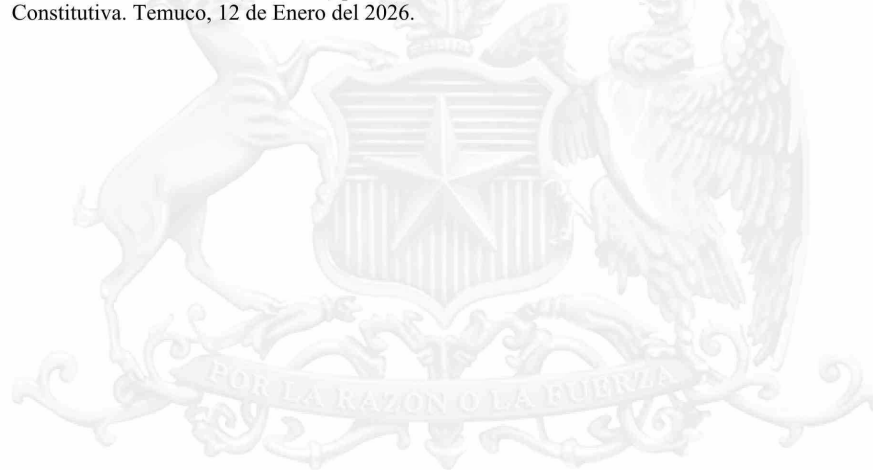 Constitutiva. Temuco, 12 de Enero del 2026.
POR LA RAZON O LA FUERZA